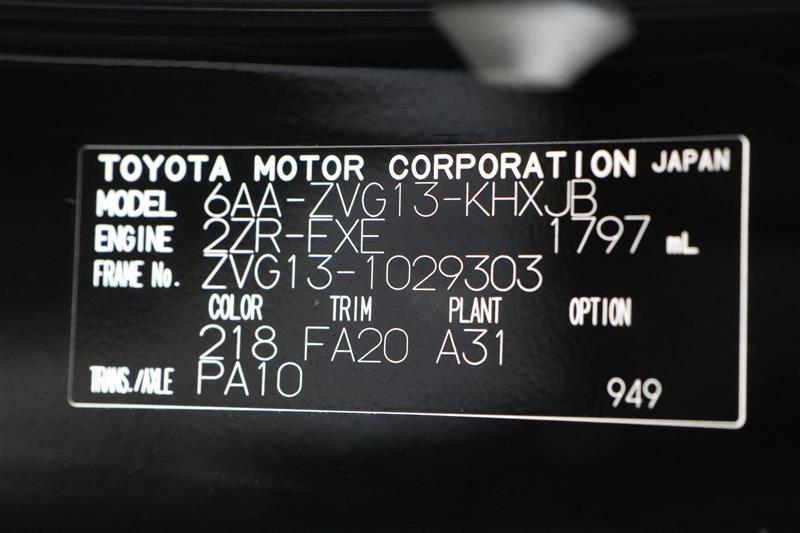 TOYOTA MOTOR CORPORATION JAPAN
MODEL 6AA-ZVG13-KHXJB
ENGINE 2ZR-FXE 1797 mL
FRAME No. ZVG13-1029303
COLOR TRIM PLANT OPTION
218 FA20 A31
TRANS./AXLE PA10 949